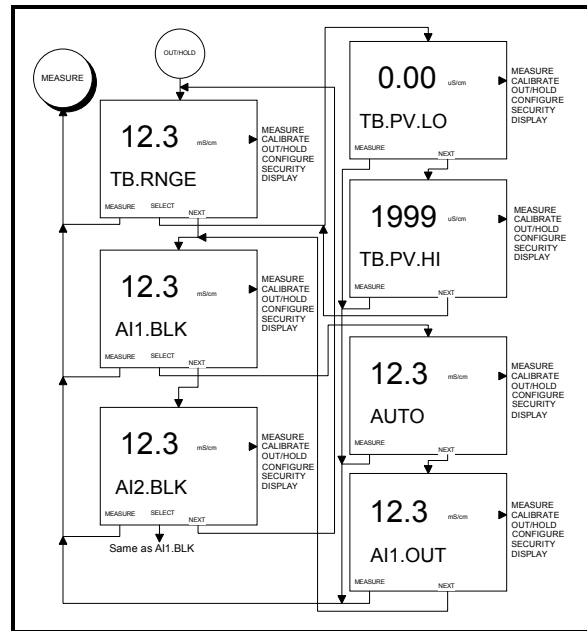 MEASURE
OUT/HOLD
12.3 mS/cm
TB.RNGE
MEASURE SELECT NEXT
MEASURE
CALIBRATE
OUT/HOLD
CONFIGURE
SECURITY
DISPLAY
12.3 mS/cm
AI1.BLK
MEASURE SELECT NEXT
MEASURE
CALIBRATE
OUT/HOLD
CONFIGURE
SECURITY
DISPLAY
12.3 mS/cm
AI2.BLK
MEASURE SELECT NEXT
MEASURE
CALIBRATE
OUT/HOLD
CONFIGURE
SECURITY
DISPLAY
Same as AI1.BLK
0.00 uS/cm
TB.PV.LO
MEASURE NEXT
MEASURE
CALIBRATE
OUT/HOLD
CONFIGURE
SECURITY
DISPLAY
1999 uS/cm
TB.PV.HI
MEASURE NEXT
MEASURE
CALIBRATE
OUT/HOLD
CONFIGURE
SECURITY
DISPLAY
12.3 mS/cm
AUTO
MEASURE NEXT
MEASURE
CALIBRATE
OUT/HOLD
CONFIGURE
SECURITY
DISPLAY
12.3 mS/cm
AI1.OUT
MEASURE NEXT
MEASURE
CALIBRATE
OUT/HOLD
CONFIGURE
SECURITY
DISPLAY